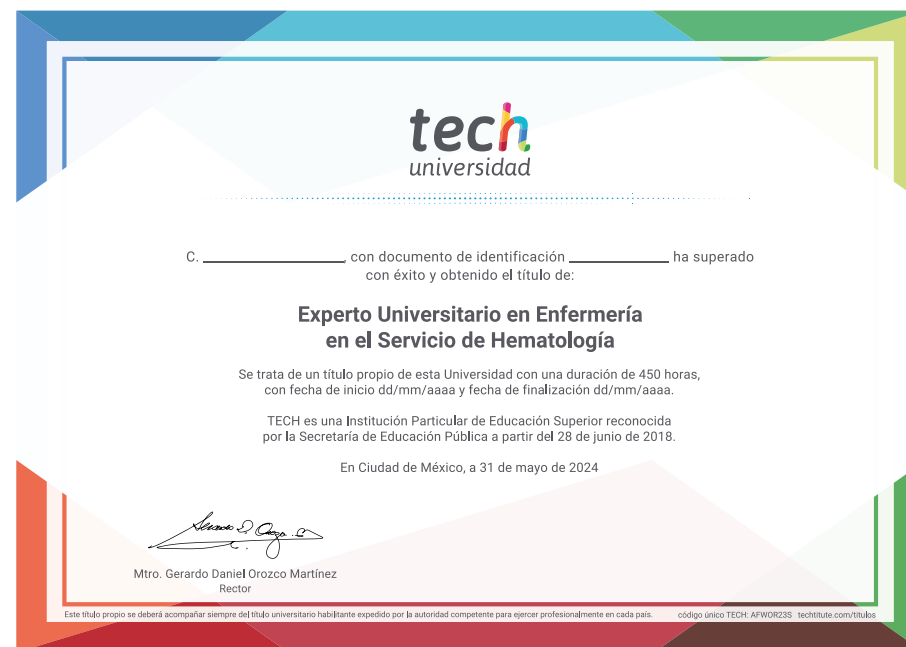 tech
universidad
C. ____________, con documento de identificación ____________ ha superado
con éxito y obtenido el título de:
Experto Universitario en Enfermería
en el Servicio de Hematología
Se trata de un título propio de esta Universidad con una duración de 450 horas,
con fecha de inicio dd/mm/aaaa y fecha de finalización dd/mm/aaaa.
TECH es una Institución Particular de Educación Superior reconocida
por la Secretaría de Educación Pública a partir del 28 de junio de 2018.
En Ciudad de México, a 31 de mayo de 2024
Mtro. Gerardo Daniel Orozco Martínez
Rector
Este título propio se deberá acompañar siempre del título universitario habilitante expedido por la autoridad competente para ejercer profesionalmente en cada país. código único TECH: AFWOR23S techtitute.com/titulos